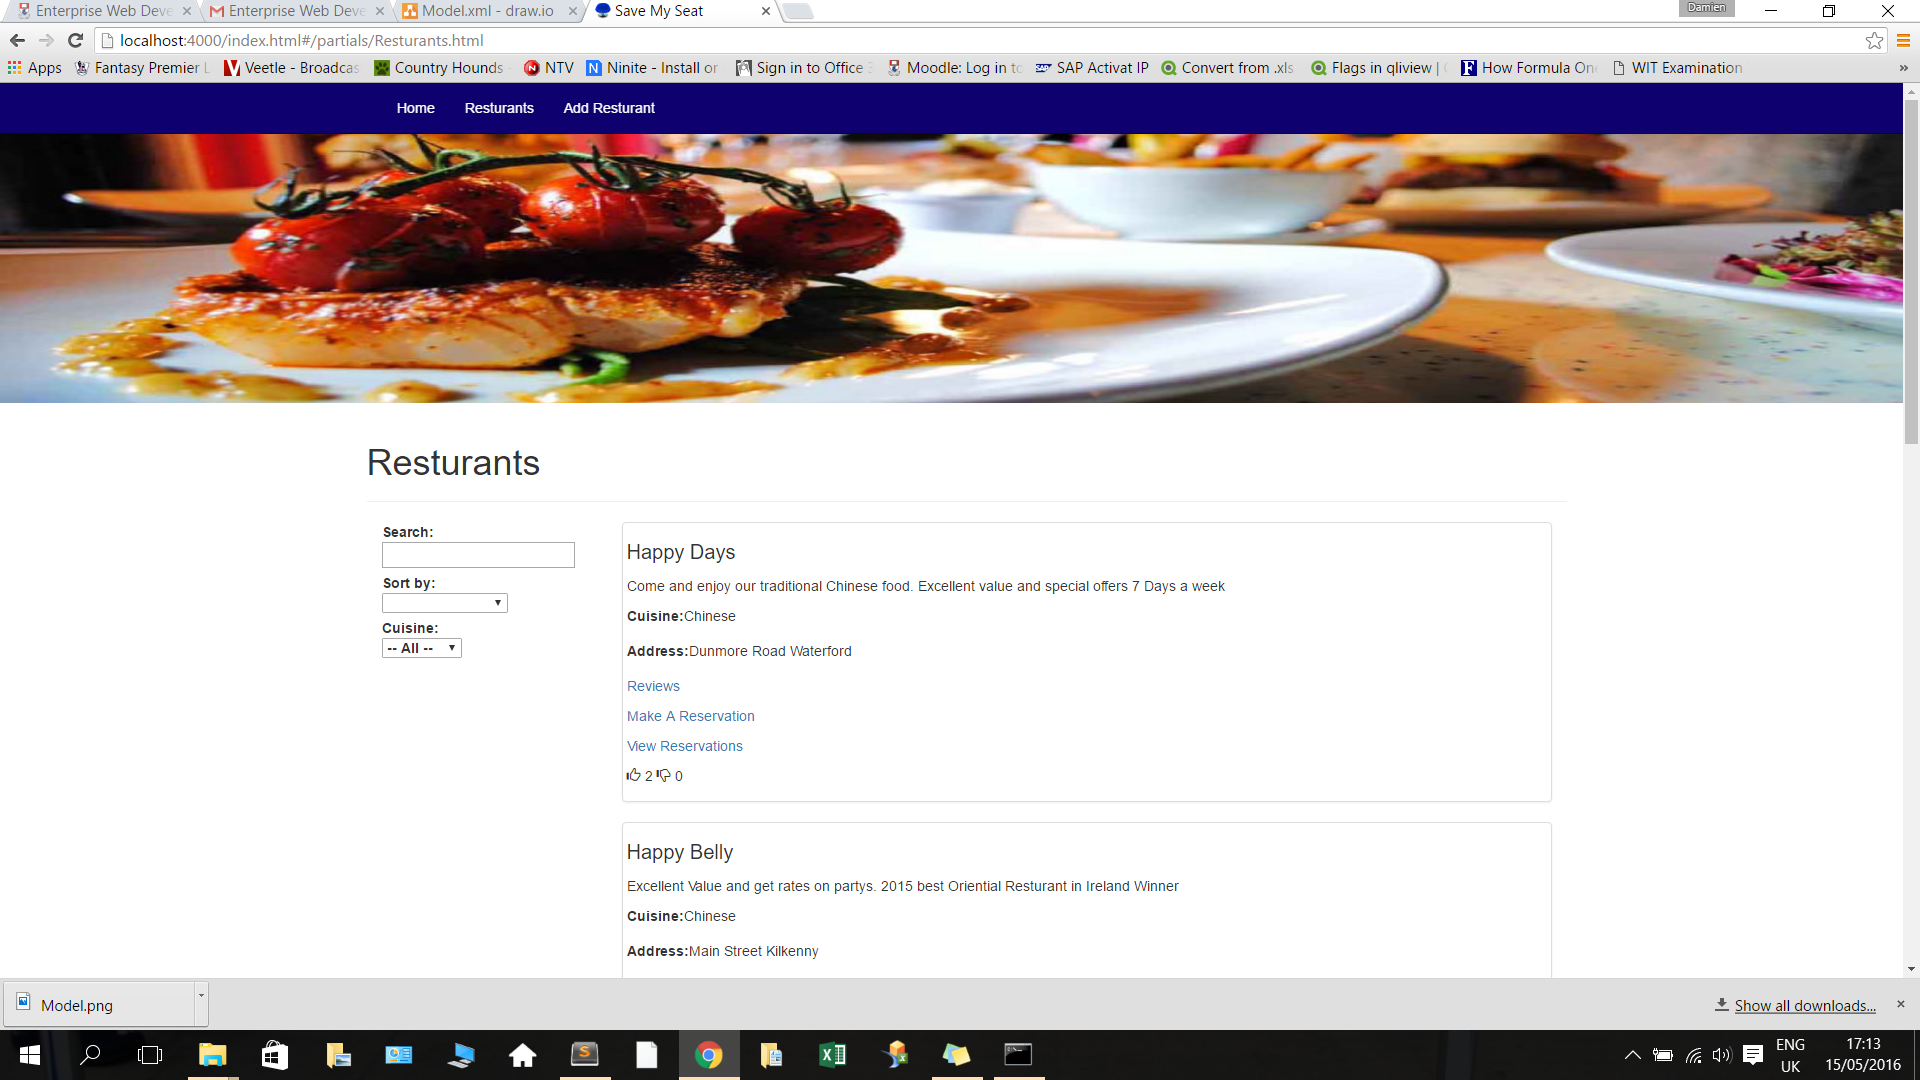 Enterprise Web Deve
Enterprise Web Deve
Model.xml - draw.io
Save My Seat
Damien
localhost:4000/index.html#/partials/Resturants.html
Apps
Fantasy Premier L
Veetle - Broadcas
Country Hounds
NTV
Ninite - Install or
Sign in to Office 3
Moodle: Log in to
SAP Activat IP
Convert from .xls
Flags in qliview |
How Formula One
WIT Examination
»
Home
Resturants
Add Resturant
Resturants
Search:
Sort by:
Cuisine:
-- All --
Happy Days
Come and enjoy our traditional Chinese food. Excellent value and special offers 7 Days a week
Cuisine:Chinese
Address:Dunmore Road Waterford
Reviews
Make A Reservation
View Reservations
2 0
Happy Belly
Excellent Value and get rates on partys. 2015 best Oriential Resturant in Ireland Winner
Cuisine:Chinese
Address:Main Street Kilkenny
Model.png
Show all downloads...
ENG
UK
17:13
15/05/2016